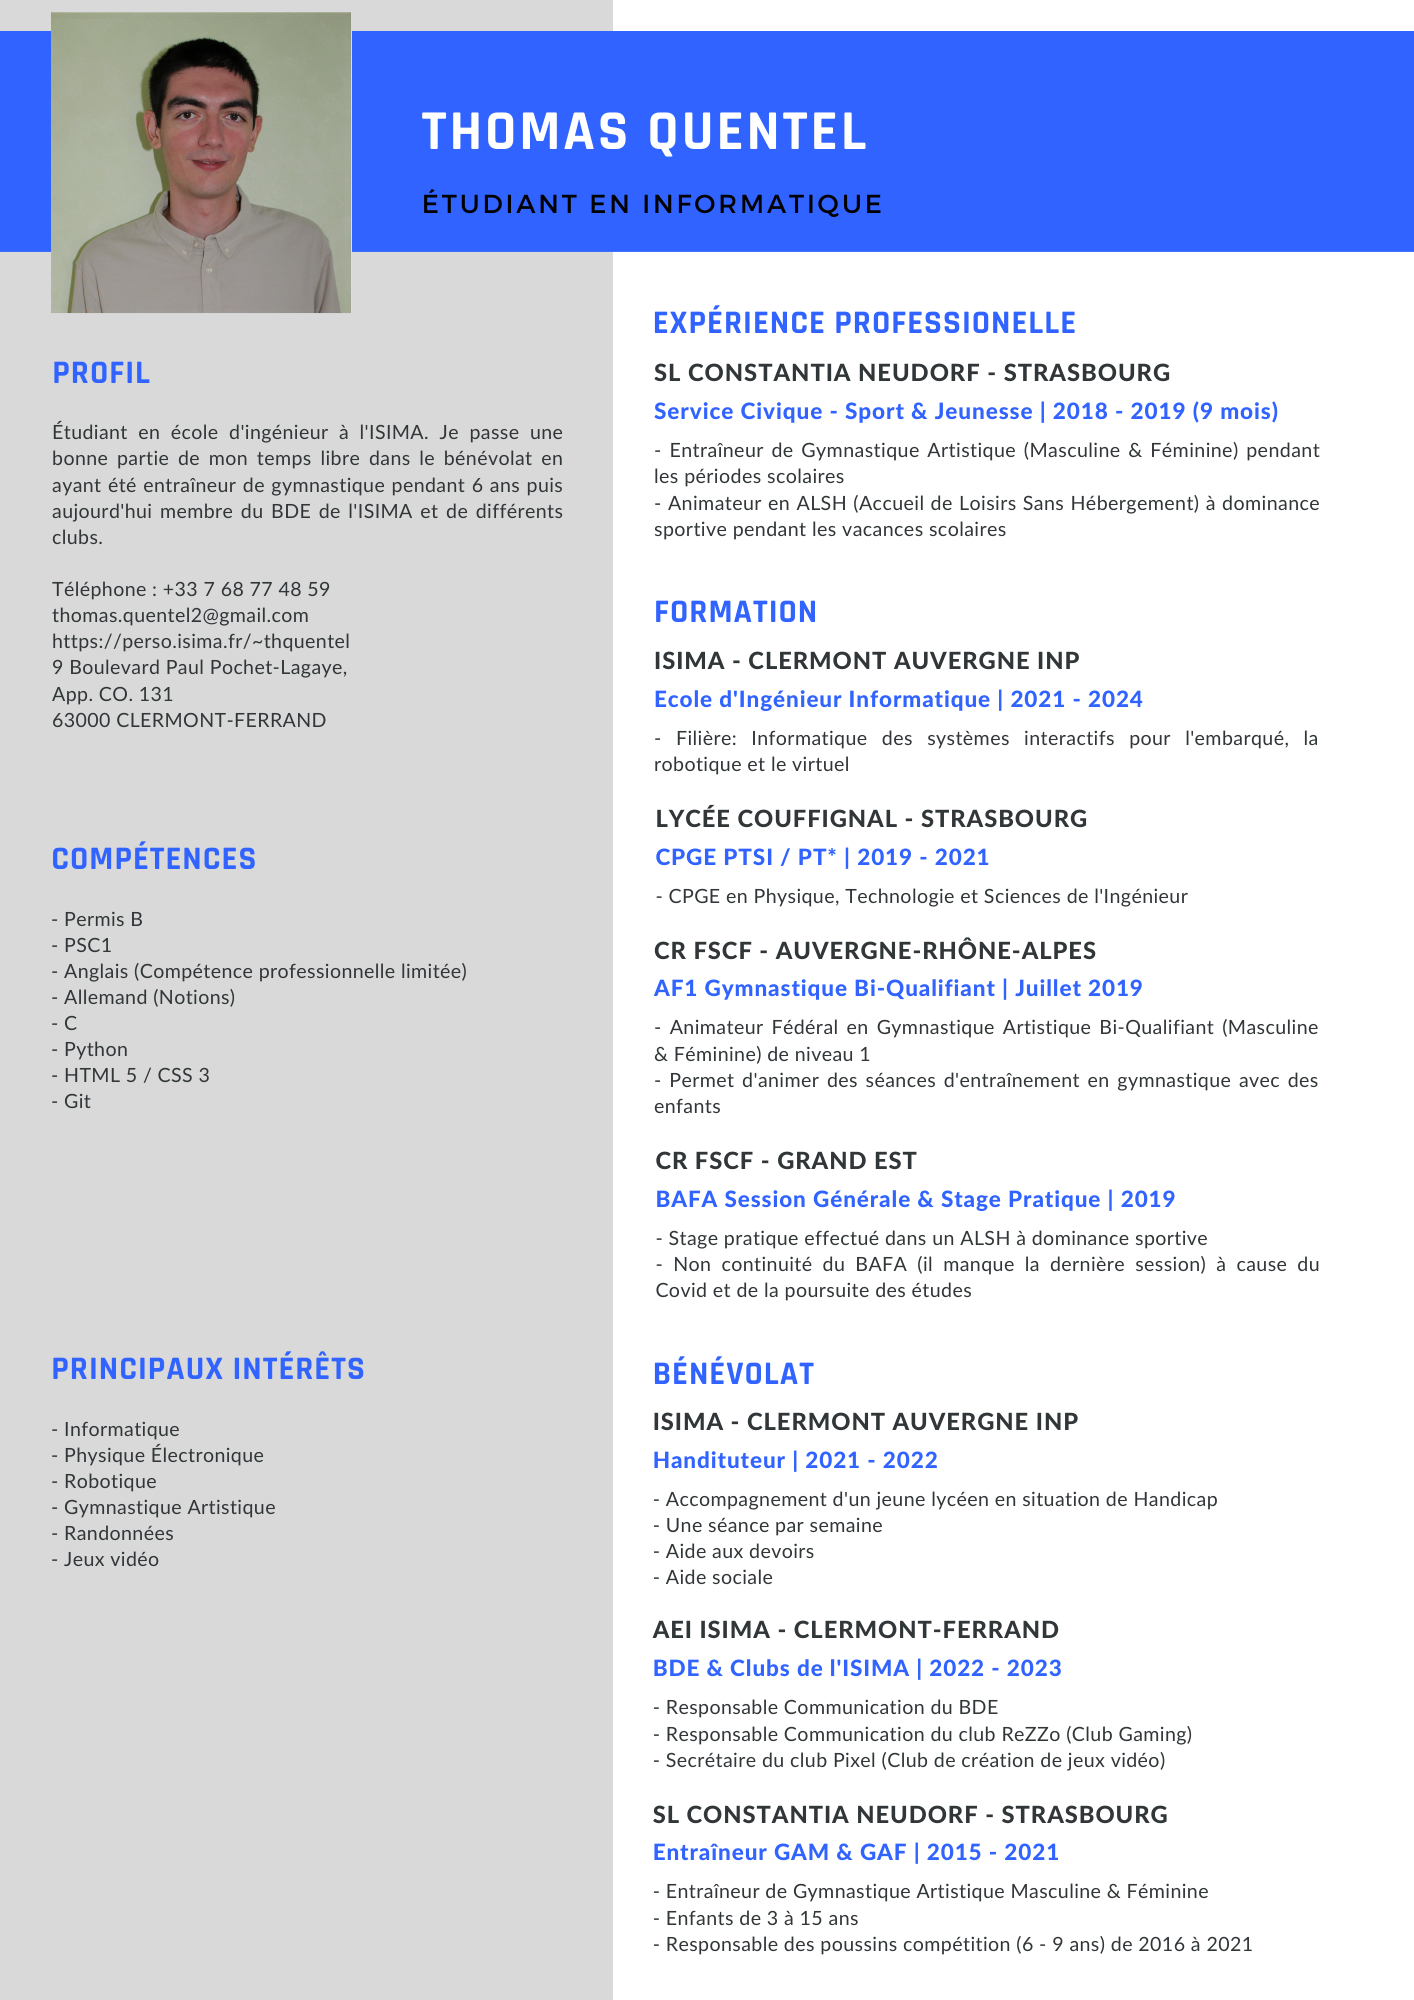 THOMAS QUENTEL
ÉTUDIANT EN INFORMATIQUE
PROFIL
Étudiant en école d'ingénieur à l'ISIMA. Je passe une
bonne partie de mon temps libre dans le bénévolat en
ayant été entraîneur de gymnastique pendant 6 ans puis
aujourd'hui membre du BDE de l'ISIMA et de différents
clubs.
Téléphone : +33 7 68 77 48 59
thomas.quentel2@gmail.com
https://perso.isima.fr/~thquentel
9 Boulevard Paul Pochet-Lagaye,
App. CO. 131
63000 CLERMONT-FERRAND
COMPÉTENCES
- Permis B
- PSC1
- Anglais (Compétence professionnelle limitée)
- Allemand (Notions)
- C
- Python
- HTML 5 / CSS 3
- Git
PRINCIPAUX INTÉRÊTS
- Informatique
- Physique Électronique
- Robotique
- Gymnastique Artistique
- Randonnées
- Jeux vidéo
EXPÉRIENCE PROFESSIONELLE
SL CONSTANTIA NEUDORF - STRASBOURG
Service Civique - Sport & Jeunesse | 2018 - 2019 (9 mois)
- Entraîneur de Gymnastique Artistique (Masculine & Féminine) pendant
les périodes scolaires
- Animateur en ALSH (Accueil de Loisirs Sans Hébergement) à dominance
sportive pendant les vacances scolaires
FORMATION
ISIMA - CLERMONT AUVERGNE INP
Ecole d'Ingénieur Informatique | 2021 - 2024
- Filière: Informatique des systèmes interactifs pour l'embarqué, la
robotique et le virtuel
LYCÉE COUFFIGNAL - STRASBOURG
CPGE PTSI / PT* | 2019 - 2021
- CPGE en Physique, Technologie et Sciences de l'Ingénieur
CR FSCF - AUVERGNE-RHÔNE-ALPES
AF1 Gymnastique Bi-Qualifiant | Juillet 2019
- Animateur Fédéral en Gymnastique Artistique Bi-Qualifiant (Masculine
& Féminine) de niveau 1
- Permet d'animer des séances d'entraînement en gymnastique avec des
enfants
CR FSCF - GRAND EST
BAFA Session Générale & Stage Pratique | 2019
- Stage pratique effectué dans un ALSH à dominance sportive
- Non continuité du BAFA (il manque la dernière session) à cause du
Covid et de la poursuite des études
BÉNÉVOLAT
ISIMA - CLERMONT AUVERGNE INP
Handituteur | 2021 - 2022
- Accompagnement d'un jeune lycéen en situation de Handicap
- Une séance par semaine
- Aide aux devoirs
- Aide sociale
AEI ISIMA - CLERMONT-FERRAND
BDE & Clubs de l'ISIMA | 2022 - 2023
- Responsable Communication du BDE
- Responsable Communication du club ReZZo (Club Gaming)
- Secrétaire du club Pixel (Club de création de jeux vidéo)
SL CONSTANTIA NEUDORF - STRASBOURG
Entraîneur GAM & GAF | 2015 - 2021
- Entraîneur de Gymnastique Artistique Masculine & Féminine
- Enfants de 3 à 15 ans
- Responsable des poussins compétition (6 - 9 ans) de 2016 à 2021